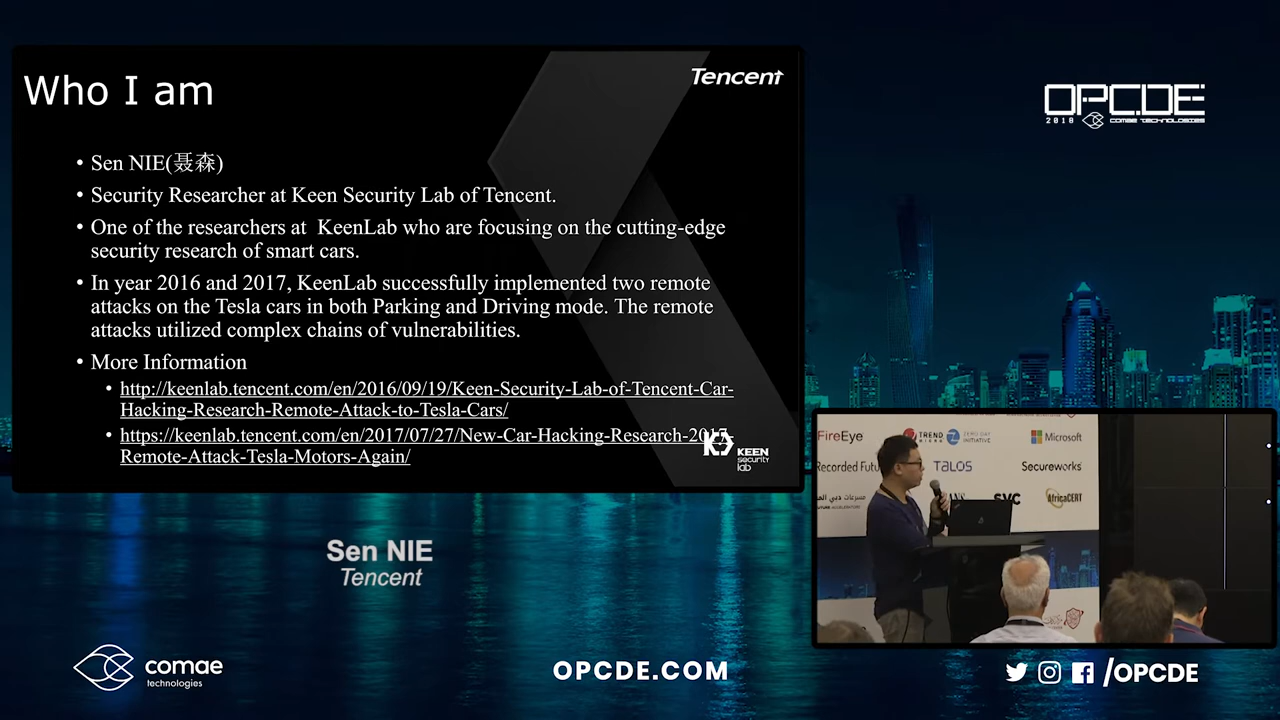 Who I am
Tencent
• Sen NIE(聂森)
• Security Researcher at Keen Security Lab of Tencent.
• One of the researchers at KeenLab who are focusing on the cutting-edge
security research of smart cars.
• In year 2016 and 2017, KeenLab successfully implemented two remote
attacks on the Tesla cars in both Parking and Driving mode. The remote
attacks utilized complex chains of vulnerabilities.
• More Information
• http://keenlab.tencent.com/en/2016/09/19/Keen-Security-Lab-of-Tencent-Car-
Hacking-Research-Remote-Attack-to-Tesla-Cars/
• https://keenlab.tencent.com/en/2017/07/27/New-Car-Hacking-Research-2017-
Remote-Attack-Tesla-Motors-Again/
KEEN
security
lab
OPCDE
2018 COMAE TECHNOLOGIES
FireEye
TREND
MICRO
ZERO DAY
INITIATIVE
Microsoft
Recorded Futu
TALOS
Secureworks
SANS
SVC
AfricaCERT
Sen NIE
Tencent
comae
technologies
OPCDE.COM
/OPCDE